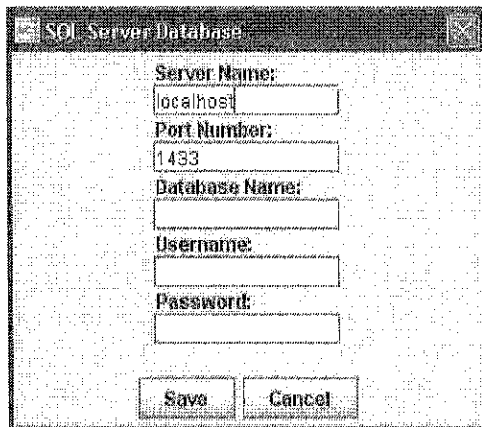 SQL Server Database
Server Name:
localhost
Port Number:
1433
Database Name:
Username:
Password:
Save Cancel